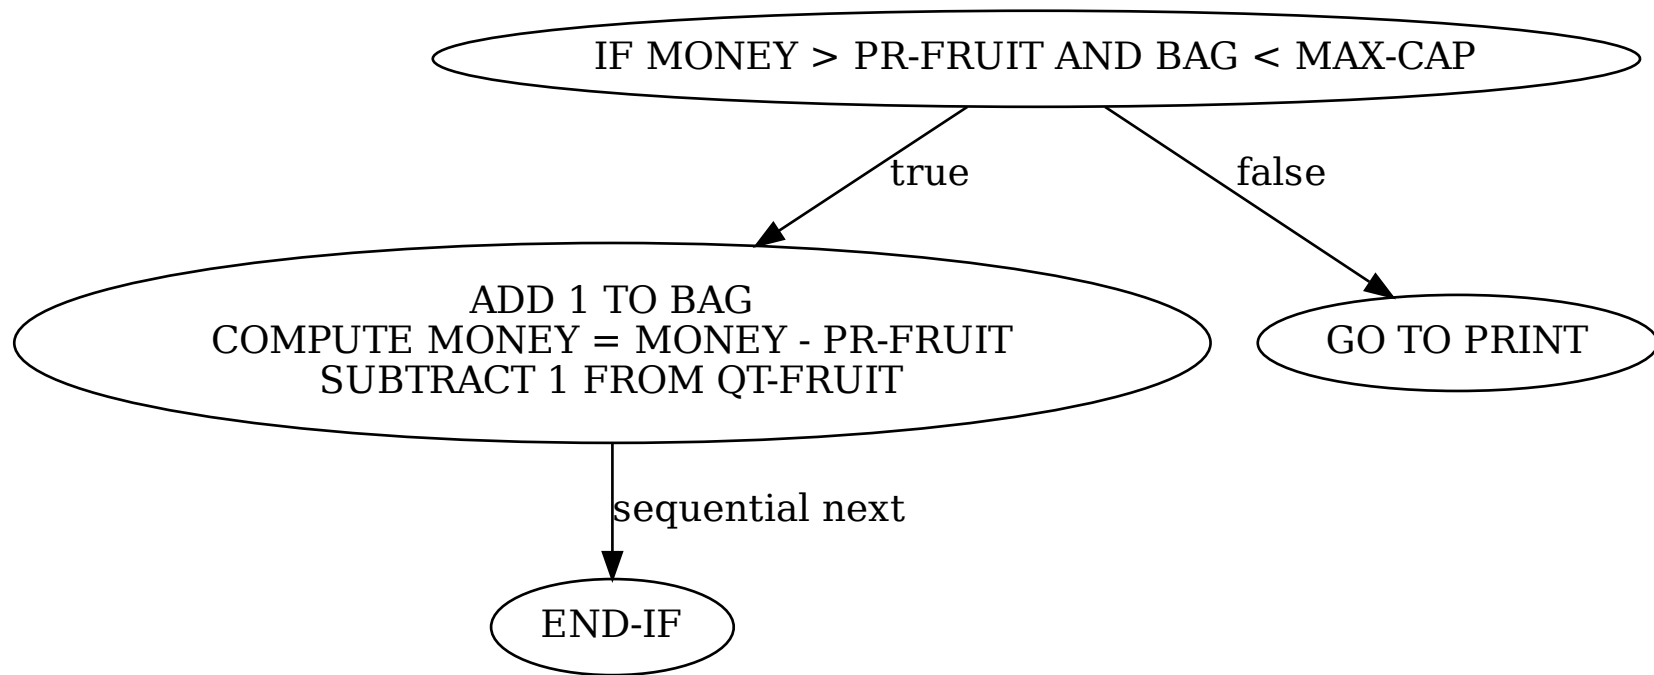 IF MONEY > PR-FRUIT AND BAG < MAX-CAP
true
false
ADD 1 TO BAG
COMPUTE MONEY = MONEY - PR-FRUIT
SUBTRACT 1 FROM QT-FRUIT
GO TO PRINT
sequential next
END-IF